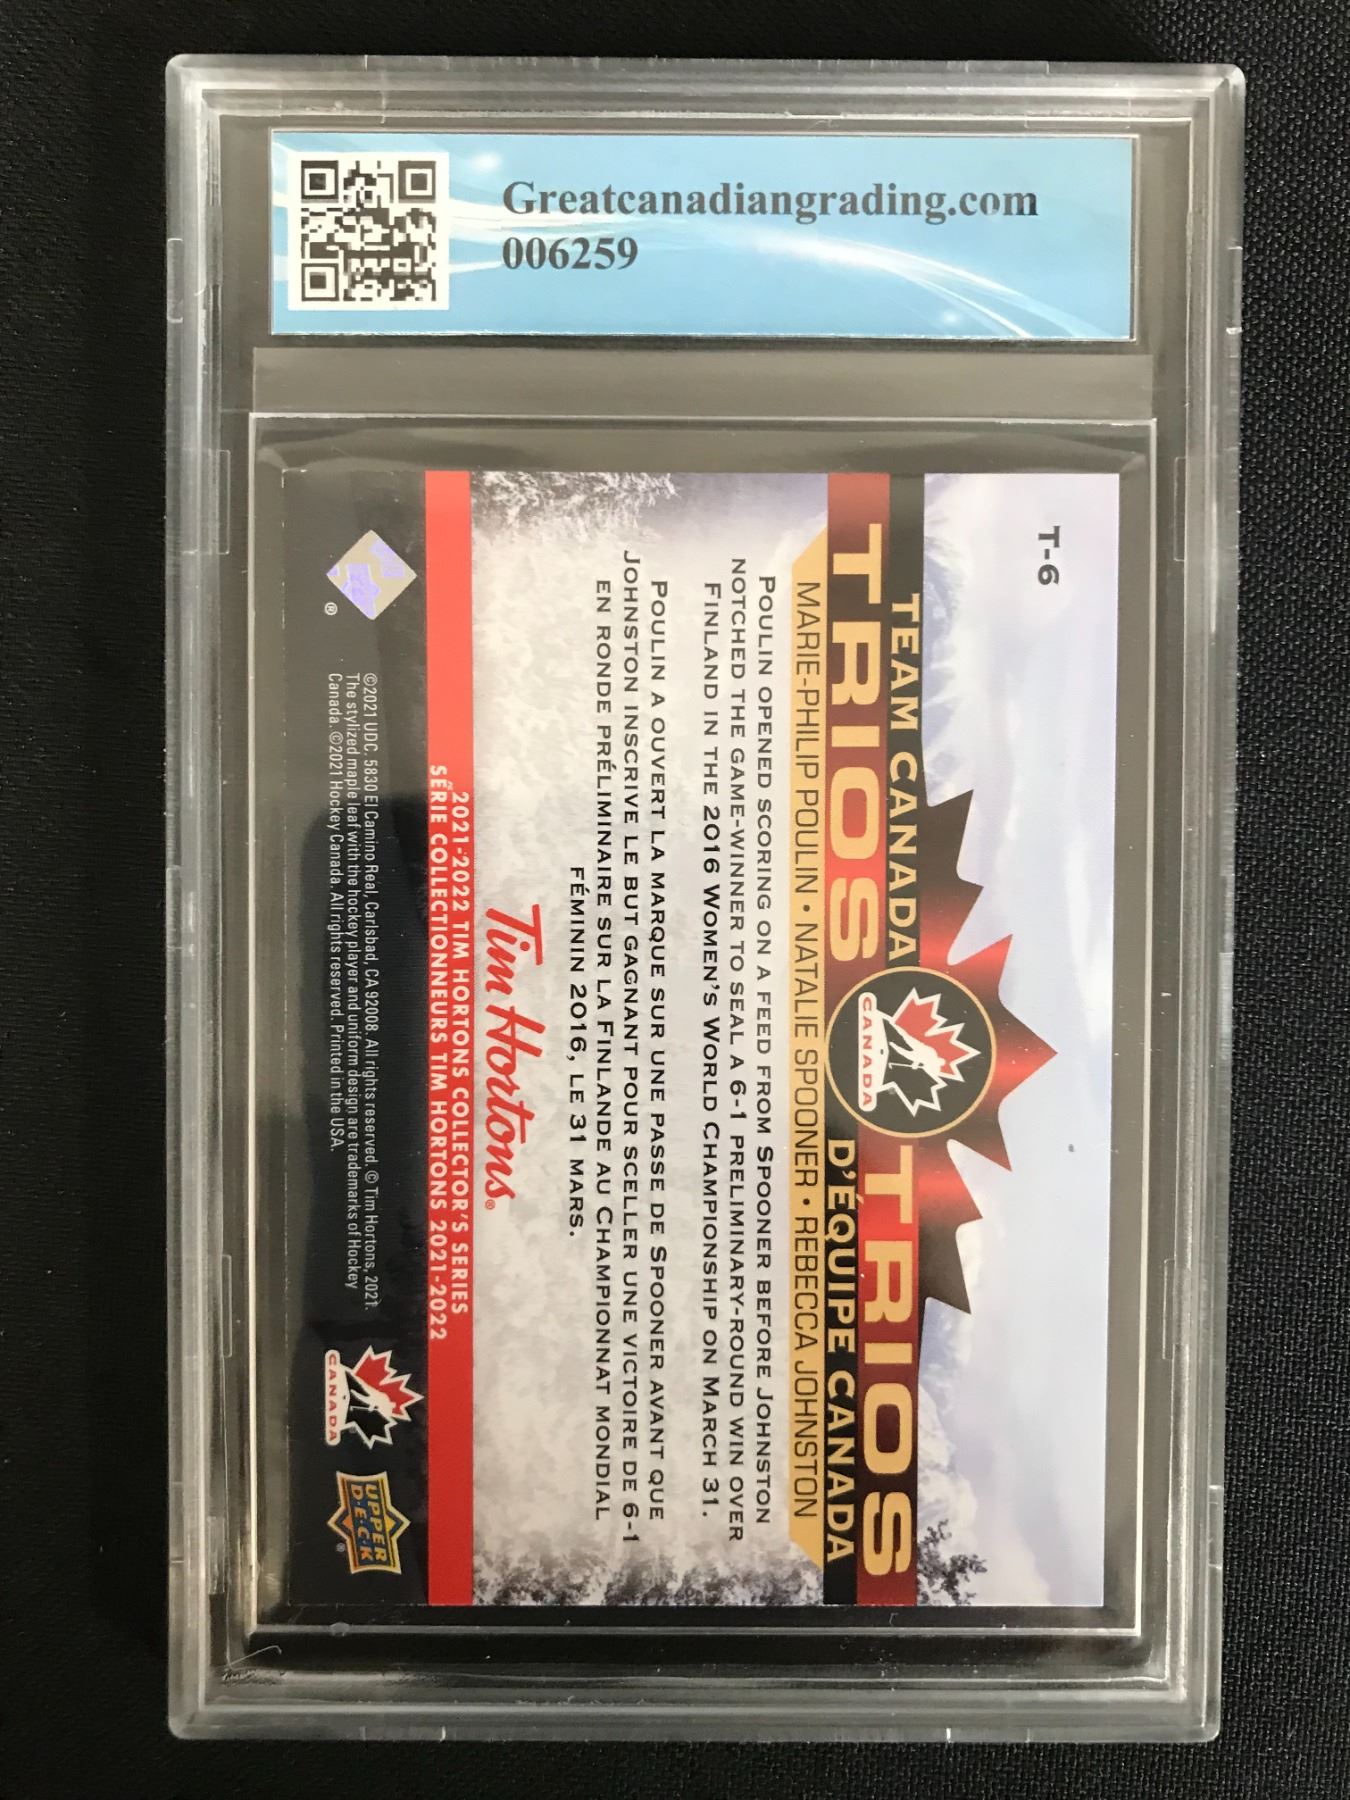 Greatcanadiangrading.com
006259
T-6
TEAM CANADA
TRIOS
CANADA
TRIOS
D'ÉQUIPE CANADA
MARIE-PHILIP POULIN • NATALIE SPOONER • REBECCA JOHNSTON
POULIN OPENED SCORING ON A FEED FROM SPOONER BEFORE JOHNSTON
NOTCHED THE GAME-WINNER TO SEAL A 6-1 PRELIMINARY-ROUND WIN OVER
FINLAND IN THE 2016 WOMEN'S WORLD CHAMPIONSHIP ON MARCH 31.
POULIN A OUVERT LA MARQUE SUR UNE PASSE DE SPOONER AVANT QUE
JOHNSTON INSCRIVE LE BUT GAGNANT POUR SCELLER UNE VICTOIRE DE 6-1
EN RONDE PRÉLIMINAIRE SUR LA FINLANDE AU CHAMPIONNAT MONDIAL
FÉMININ 2016, LE 31 MARS.
Tim Hortons®
2021-2022 TIM HORTONS COLLECTOR'S SERIES
SÉRIE COLLECTIONNEURS TIM HORTONS 2021-2022
®
©2021 UDC, 5830 El Camino Real, Carlsbad, CA 92008. All rights reserved. © Tim Hortons, 2021.
The stylized maple leaf with the hockey player and uniform design are trademarks of Hockey
Canada. ©2021 Hockey Canada. All rights reserved. Printed in the USA.
CANADA
UPPER
D·E·C·K
®